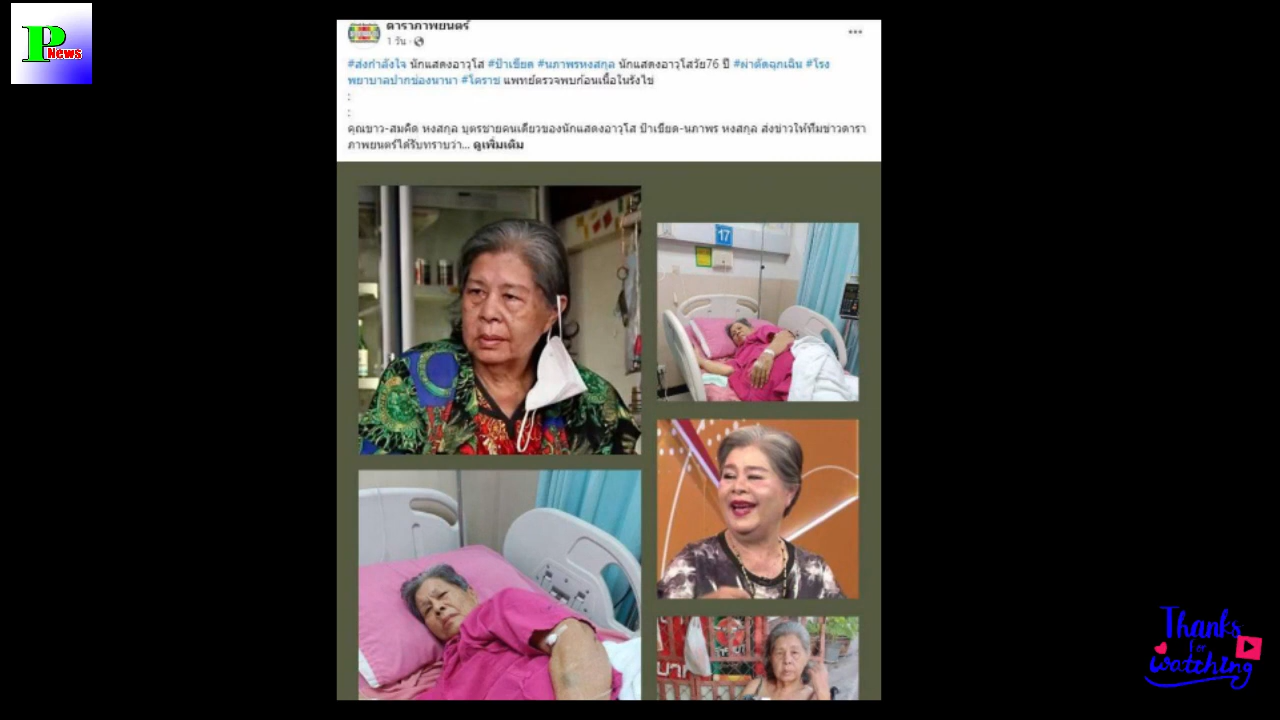 P News
ดาราภาพยนตร์
1 วัน ·
#ส่งกำลังใจ นักแสดงอาวุโส #ป้าเขียด #นภาพรหงสกุล นักแสดงอาวุโสวัย76 ปี #ผ่าตัดฉุกเฉิน #โรง
พยาบาลปากช่องนานา #โคราช แพทย์ตรวจพบก้อนเนื้อในรังไข่
:
:
คุณขาว-สมคิด หงสกุล บุตรชายคนเดียวของนักแสดงอาวุโส ป้าเขียด-นภาพร หงสกุล ส่งข่าวให้ทีมข่าวดารา
ภาพยนตร์ได้รับทราบว่า... ดูเพิ่มเติม
17
Thanks
for
watching